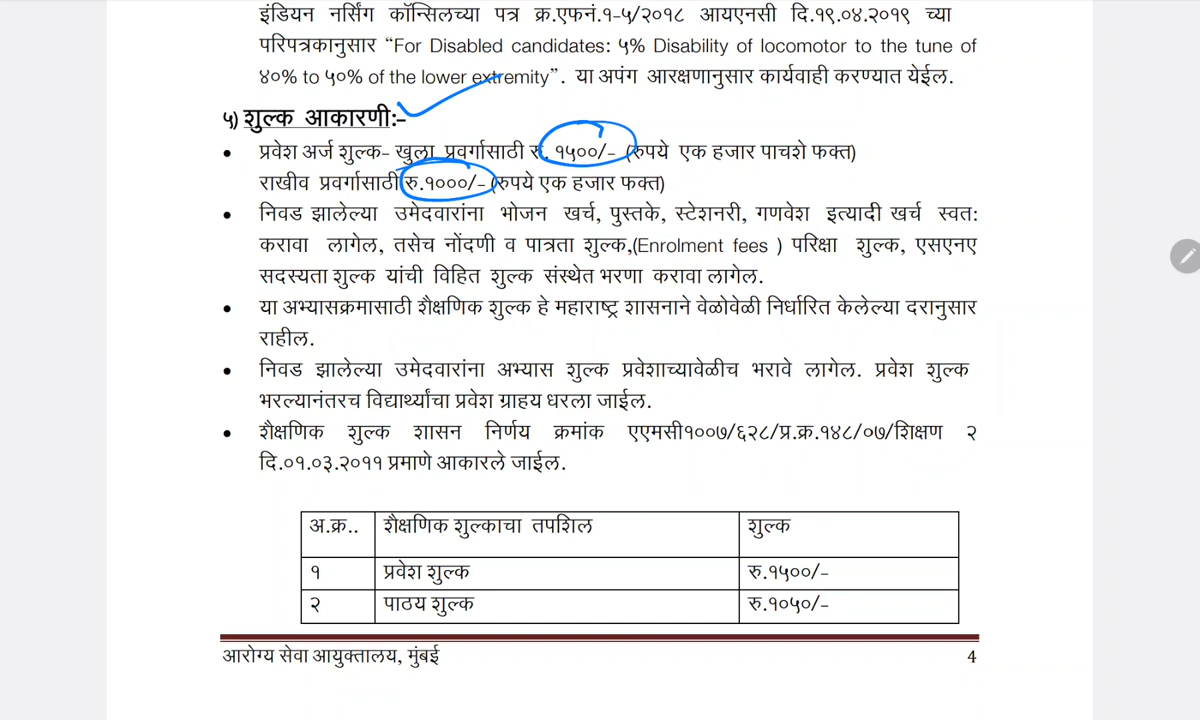 इंडियन नर्सिंग कॉन्सिलच्या पत्र क्र.एफनं.१-५/२०१८ आयएनसी दि.१९.०४.२०१९ च्या
परिपत्रकानुसार “For Disabled candidates: ५% Disability of locomotor to the tune of
४०% to ५०% of the lower extremity”. या अपंग आरक्षणानुसार कार्यवाही करण्यात येईल.
५) शुल्क आकारणी:-
• प्रवेश अर्ज शुल्क- खुला प्रवर्गासाठी रु. १५००/- (रुपये एक हजार पाचशे फक्त)
राखीव प्रवर्गासाठी रु.१०००/- (रुपये एक हजार फक्त)
• निवड झालेल्या उमेदवारांना भोजन खर्च, पुस्तके, स्टेशनरी, गणवेश इत्यादी खर्च स्वत:
करावा लागेल, तसेच नोंदणी व पात्रता शुल्क,(Enrolment fees ) परिक्षा शुल्क, एसएनए
सदस्यता शुल्क यांची विहित शुल्क संस्थेत भरणा करावा लागेल.
• या अभ्यासक्रमासाठी शैक्षणिक शुल्क हे महाराष्ट्र शासनाने वेळोवेळी निर्धारित केलेल्या दरानुसार
राहील.
• निवड झालेल्या उमेदवारांना अभ्यास शुल्क प्रवेशाच्यावेळीच भरावे लागेल. प्रवेश शुल्क
भरल्यानंतरच विद्यार्थ्यांचा प्रवेश ग्राहय धरला जाईल.
• शैक्षणिक शुल्क शासन निर्णय क्रमांक एएमसी१००७/६२८/प्र.क्र.१४८/०७/शिक्षण २
दि.०१.०३.२०११ प्रमाणे आकारले जाईल.
अ.क्र.. शैक्षणिक शुल्काचा तपशिल शुल्क
१ प्रवेश शुल्क रु.१५००/-
२ पाठय शुल्क रु.१०५०/-
आरोग्य सेवा आयुक्तालय, मुंबई 4